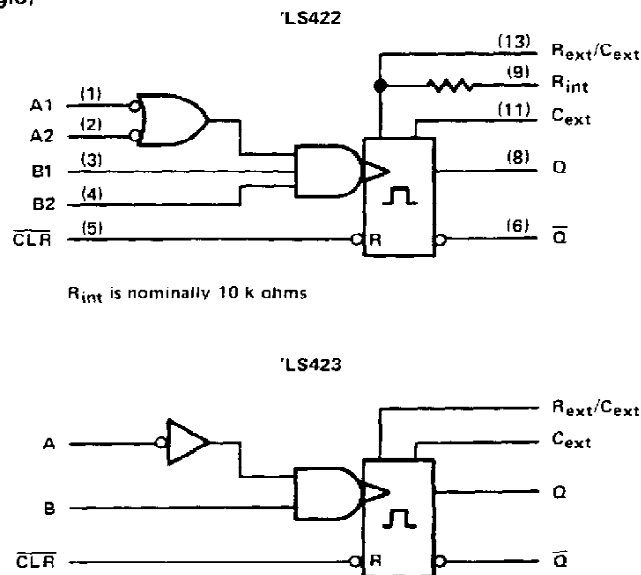 'LS422
(13) Rext/Cext
(9) Rint
(11) Cext
A1 (1)
A2 (2)
B1 (3)
B2 (4)
CLR (5)
R
(8) Q
(6) Q̅
Rint is nominally 10 k ohms
'LS423
Rext/Cext
Cext
A
B
CLR
R
Q
Q̅